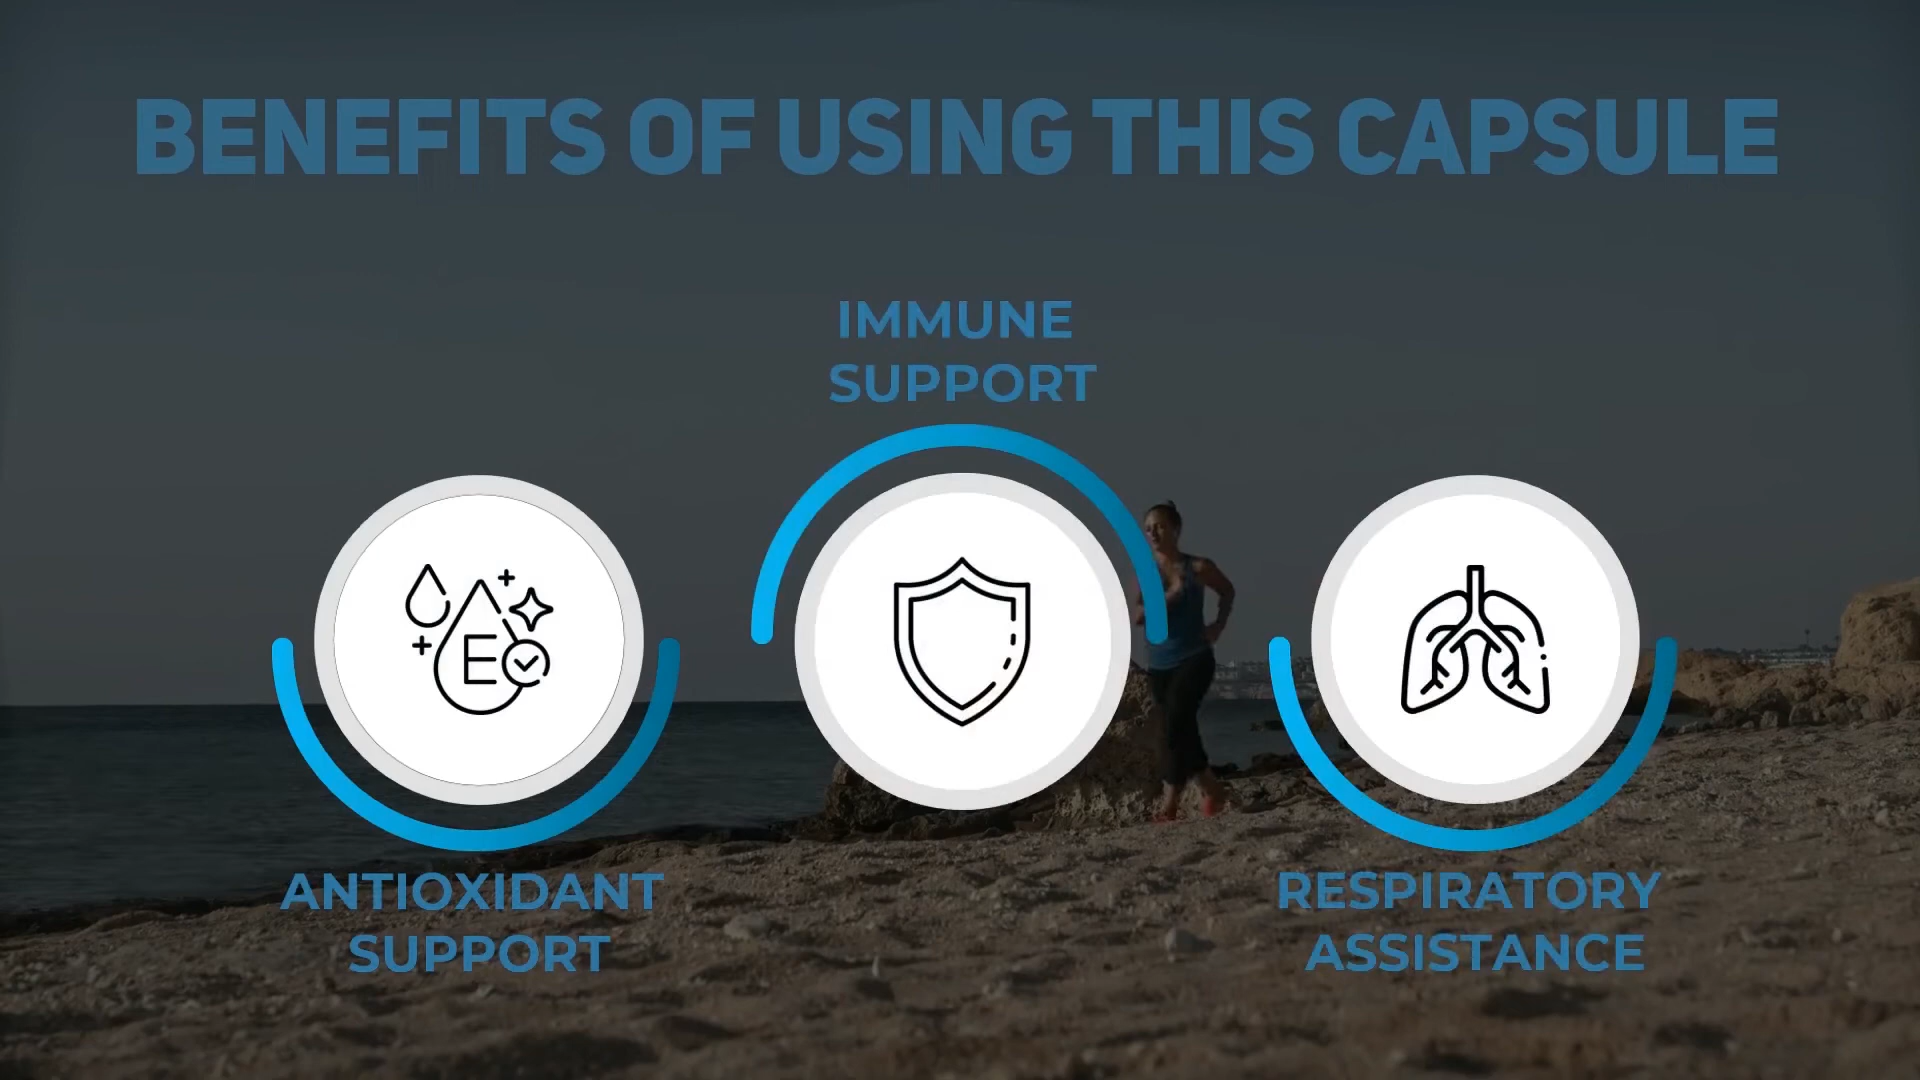 BENEFITS OF USING THIS CAPSULE
IMMUNE
SUPPORT
E
ANTIOXIDANT
SUPPORT
RESPIRATORY
ASSISTANCE